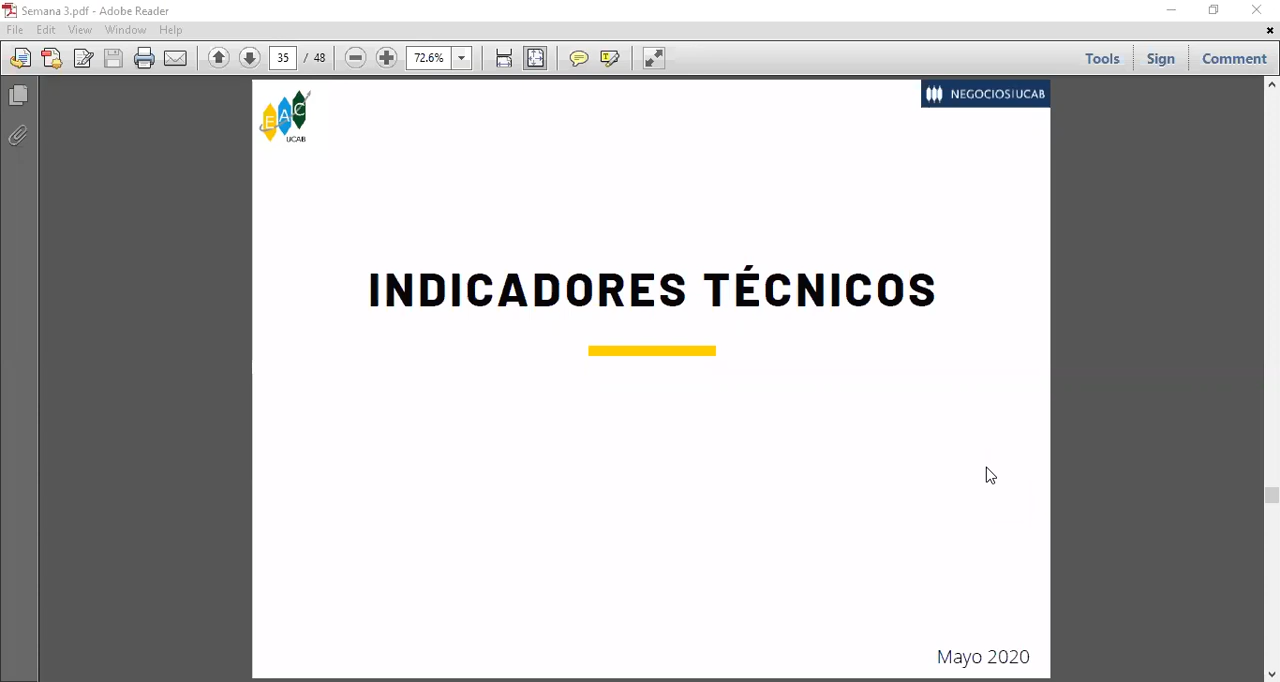 Semana 3.pdf - Adobe Reader
File Edit View Window Help
35 / 48 72.6% Tools Sign Comment
EAC
UCAB
NEGOCIOS|UCAB
INDICADORES TÉCNICOS
Mayo 2020